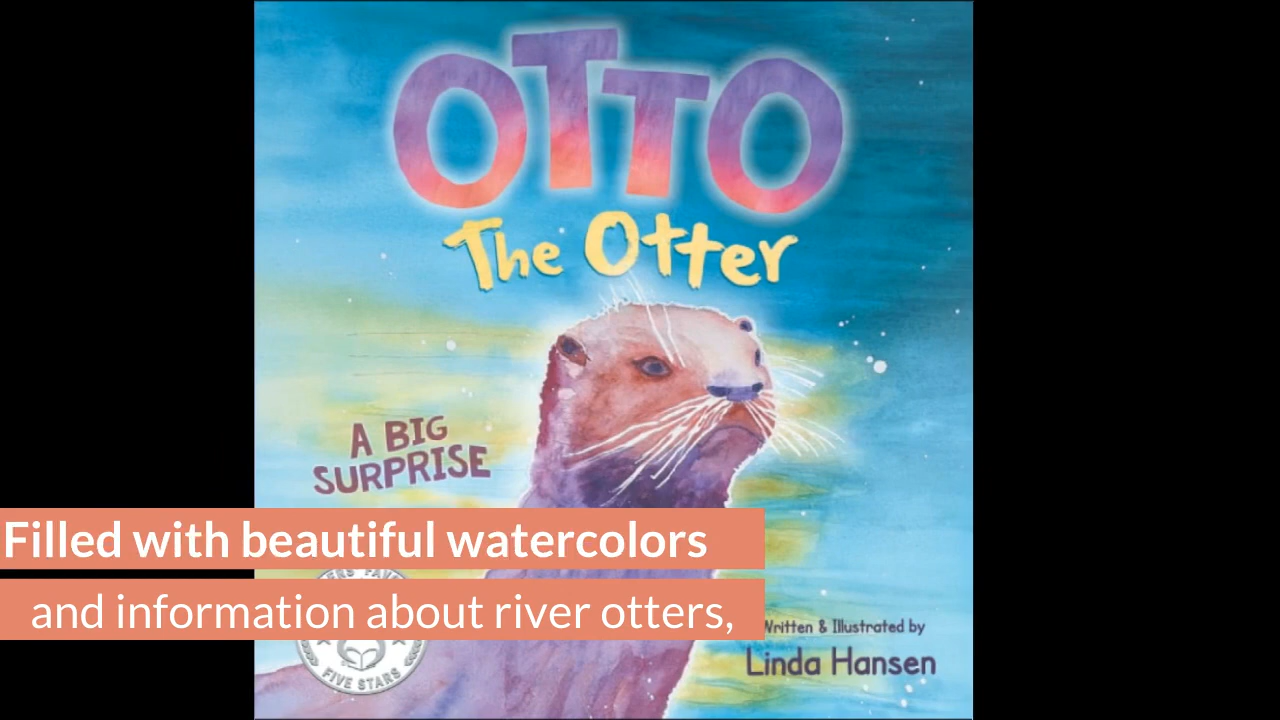 OTTO
The Otter
A BIG
SURPRISE
Filled with beautiful watercolors
and information about river otters,
FIVE STARS
Written & Illustrated by
Linda Hansen